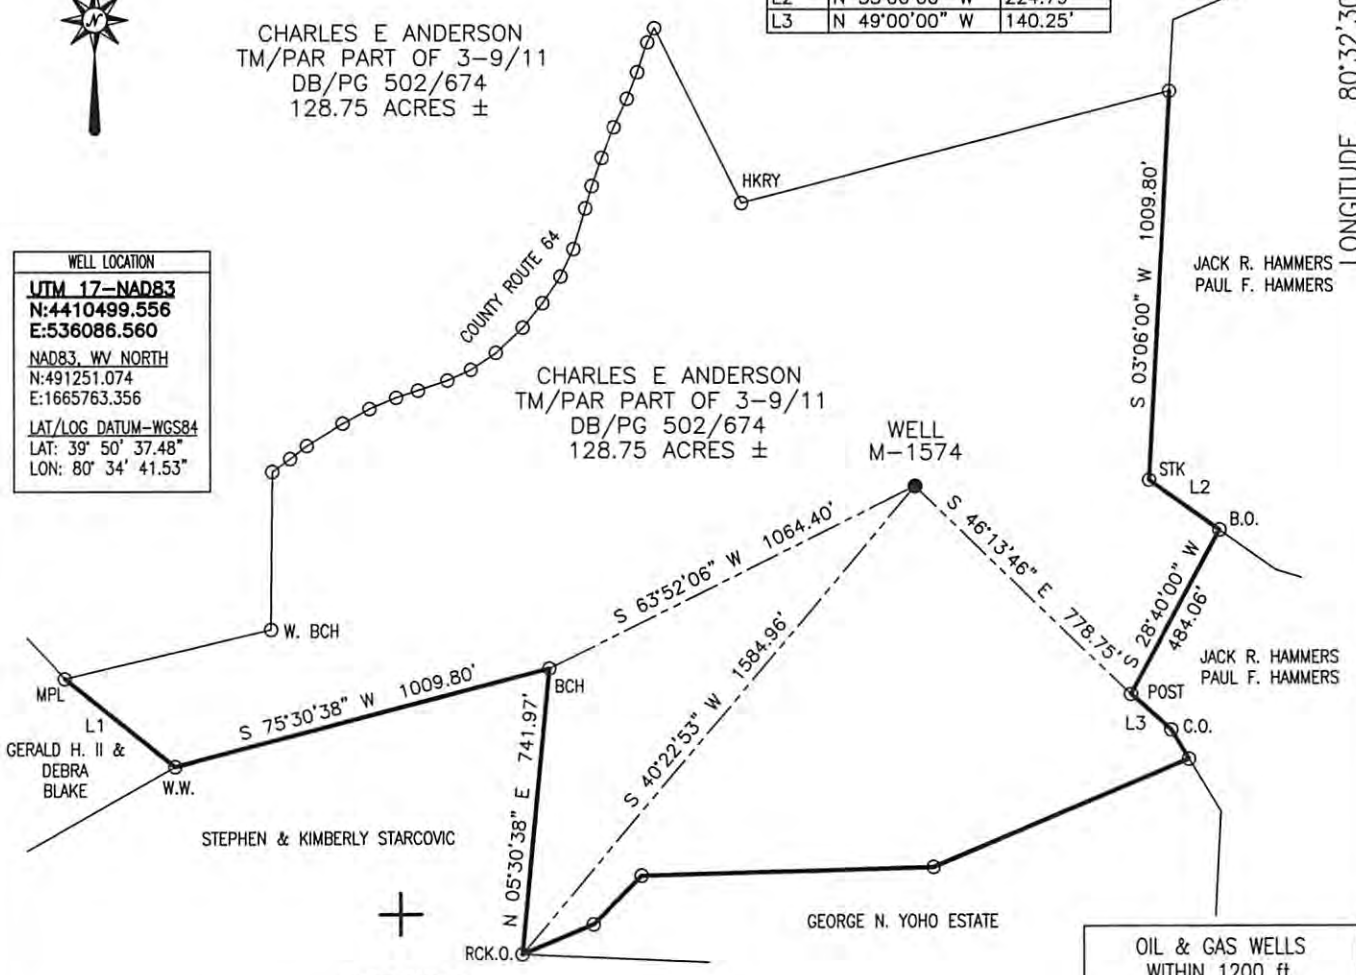 N
CHARLES E ANDERSON
TM/PAR PART OF 3-9/11
DB/PG 502/674
128.75 ACRES ±
L3 N 49°00'00" W 140.25'
LONGITUDE 80°32'30
HKRY
COUNTY ROUTE 64
S 03°06'00" W 1009.80'
JACK R. HAMMERS
PAUL F. HAMMERS
WELL LOCATION
UTM 17-NAD83
N:4410499.556
E:536086.560
NAD83, WV NORTH
N:491251.074
E:1665763.356
LAT/LOG DATUM-WGS84
LAT: 39° 50' 37.48"
LON: 80° 34' 41.53"
CHARLES E ANDERSON
TM/PAR PART OF 3-9/11
DB/PG 502/674
128.75 ACRES ±
WELL
M-1574
STK
L2
B.O.
S 63°52'06" W 1064.40'
S 46°13'46" E 778.75'
S 28°40'00" W
484.06'
S 40°22'53" W 1584.96'
W. BCH
MPL
L1
S 75°30'38" W 1009.80'
BCH
POST
L3
C.O.
JACK R. HAMMERS
PAUL F. HAMMERS
GERALD H. II &
DEBRA
BLAKE
W.W.
N 05°30'38" E 741.97'
STEPHEN & KIMBERLY STARCOVIC
RCK.O.
GEORGE N. YOHO ESTATE
OIL & GAS WELLS
WITHIN 1200 ft